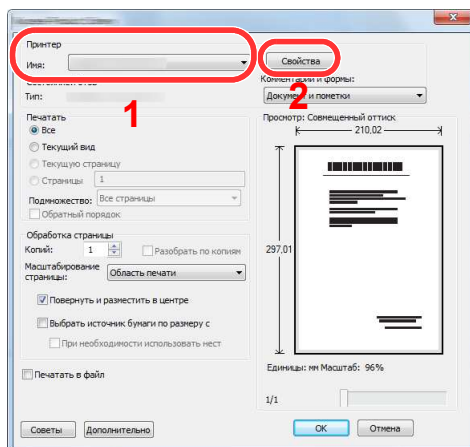 Принтер
Имя:
Свойства
Комментарии и формы:
Тип:
Документ и пометки
1
2
Печатать
Все
Текущий вид
Текущую страницу
Страницы 1
Подмножество: Все страницы
Обратный порядок
Просмотр: Совмещенный оттиск
210,02
297,01
Обработка страницы
Копий: 1
Разобрать по копиям
Масштабирование страницы: Область печати
Повернуть и разместить в центре
Выбрать источник бумаги по размеру с
При необходимости использовать нест
Печатать в файл
Единицы: мм Масштаб: 96%
1/1
Советы
Дополнительно
OK
Отмена